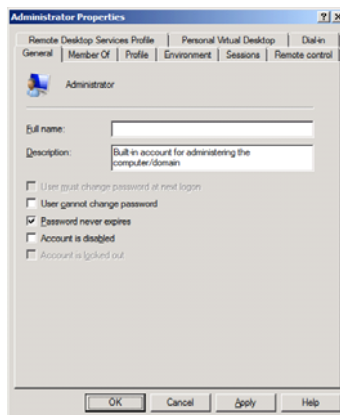 Administrator Properties
Remote Desktop Services Profile Personal Virtual Desktop Dial-in
General Member Of Profile Environment Sessions Remote control
Administrator
Full name:
Description: Built-in account for administering the
computer/domain
User must change password at next logon
User cannot change password
Password never expires
Account is disabled
Account is locked out
OK Cancel Apply Help